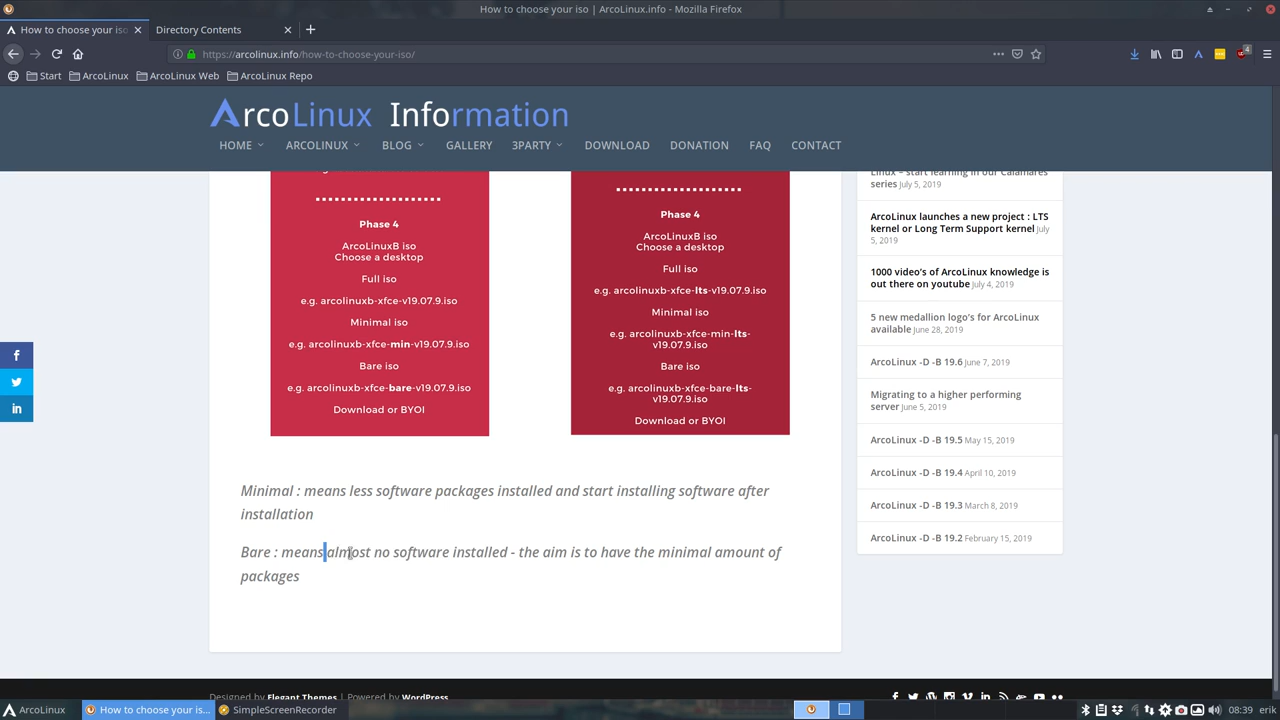 How to choose your iso | ArcoLinux.info - Mozilla Firefox
How to choose your iso
Directory Contents
https://arcolinux.info/how-to-choose-your-iso/
4
Start
ArcoLinux
ArcoLinux Web
ArcoLinux Repo
ArcoLinux Information
HOME
ARCOLINUX
BLOG
GALLERY
3PARTY
DOWNLOAD
DONATION
FAQ
CONTACT
Phase 4
ArcoLinuxB iso
Choose a desktop
Full iso
e.g. arcolinuxb-xfce-v19.07.9.iso
Minimal iso
e.g. arcolinuxb-xfce-min-v19.07.9.iso
Bare iso
e.g. arcolinuxb-xfce-bare-v19.07.9.iso
Download or BYOI
Phase 4
ArcoLinuxB iso
Choose a desktop
Full iso
e.g. arcolinuxb-xfce-lts-v19.07.9.iso
Minimal iso
e.g. arcolinuxb-xfce-min-lts-
v19.07.9.iso
Bare iso
e.g. arcolinuxb-xfce-bare-lts-
v19.07.9.iso
Download or BYOI
Minimal : means less software packages installed and start installing software after
installation
Bare : means almost no software installed - the aim is to have the minimal amount of
packages
Linux – start learning in our Calamares
series July 5, 2019
ArcoLinux launches a new project : LTS
kernel or Long Term Support kernel July
5, 2019
1000 video's of ArcoLinux knowledge is
out there on youtube July 4, 2019
5 new medallion logo's for ArcoLinux
available June 28, 2019
ArcoLinux -D -B 19.6 June 7, 2019
Migrating to a higher performing
server June 5, 2019
ArcoLinux -D -B 19.5 May 15, 2019
ArcoLinux -D -B 19.4 April 10, 2019
ArcoLinux -D -B 19.3 March 8, 2019
ArcoLinux -D -B 19.2 February 15, 2019
Designed by Elegant Themes | Powered by WordPress
ArcoLinux
How to choose your is...
SimpleScreenRecorder
08:39
erik